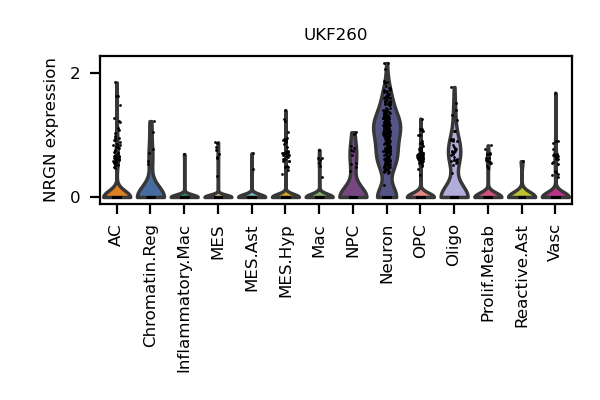 UKF260
NRGN expression
2
0
AC
Chromatin.Reg
Inflammatory.Mac
MES
MES.Ast
MES.Hyp
Mac
NPC
Neuron
OPC
Oligo
Prolif.Metab
Reactive.Ast
Vasc